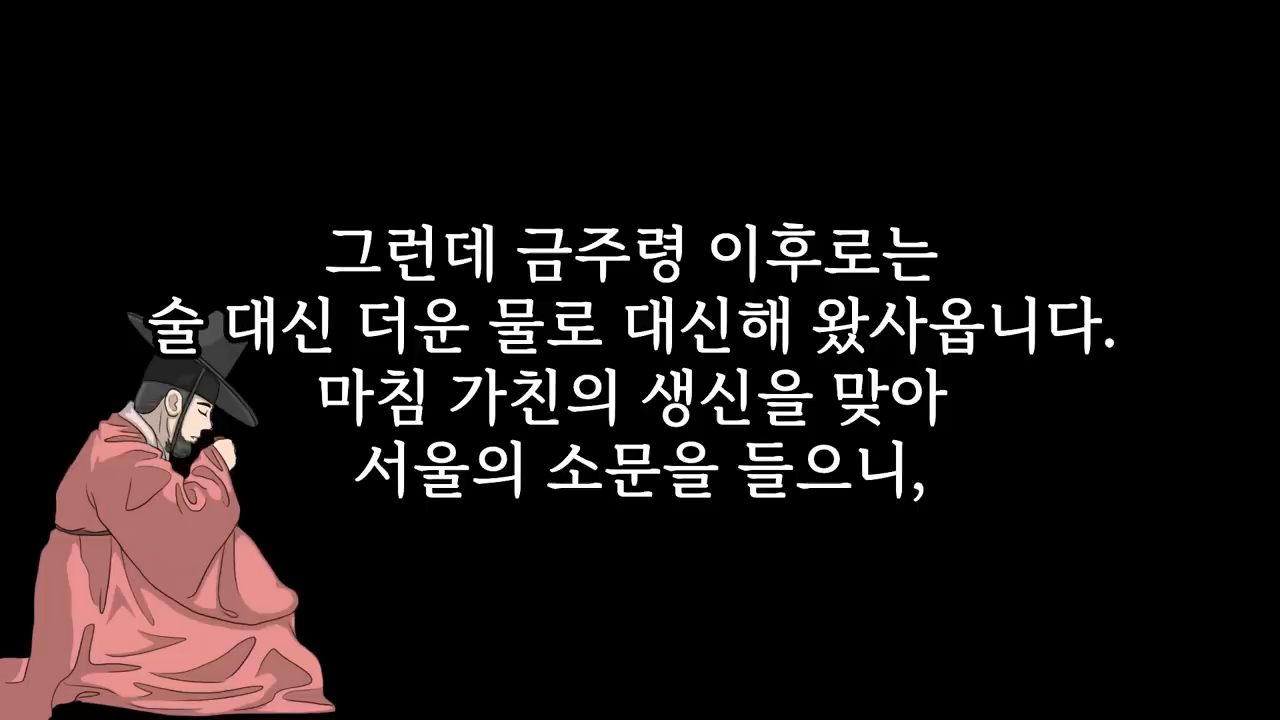 그런데 금주령 이후로는
술 대신 더운 물로 대신해 왔사옵니다.
마침 가친의 생신을 맞아
서울의 소문을 들으니,